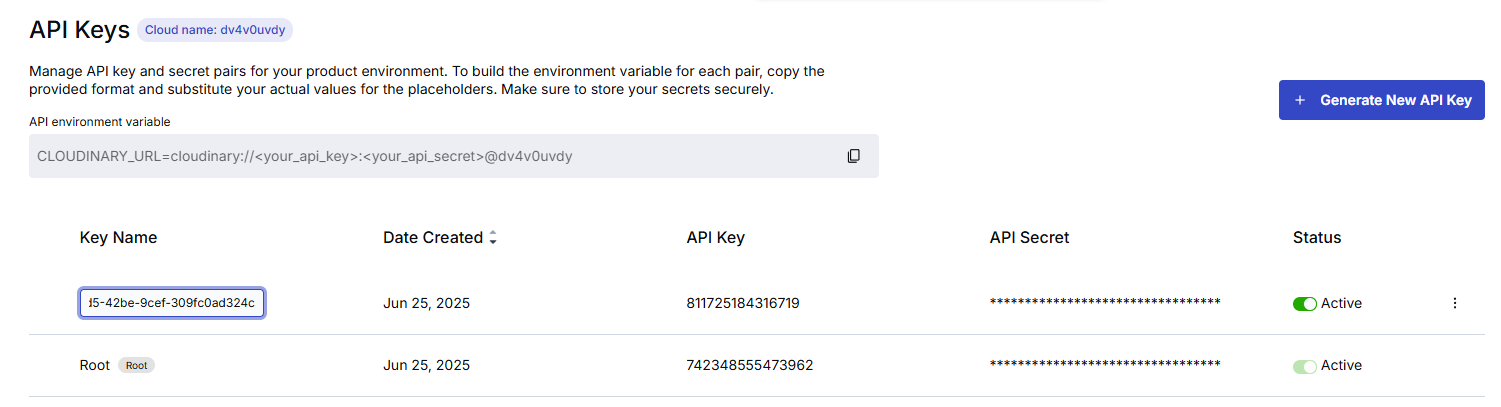 API Keys Cloud name: dv4v0uvdy
Manage API key and secret pairs for your product environment. To build the environment variable for each pair, copy the
provided format and substitute your actual values for the placeholders. Make sure to store your secrets securely.
+ Generate New API Key
API environment variable
CLOUDINARY_URL=cloudinary://<your_api_key>:<your_api_secret>@dv4v0uvdy
Key Name Date Created API Key API Secret Status
d5-42be-9cef-309fc0ad324c Jun 25, 2025 811725184316719 ********************************* Active
Root Root Jun 25, 2025 742348555473962 ********************************* Active